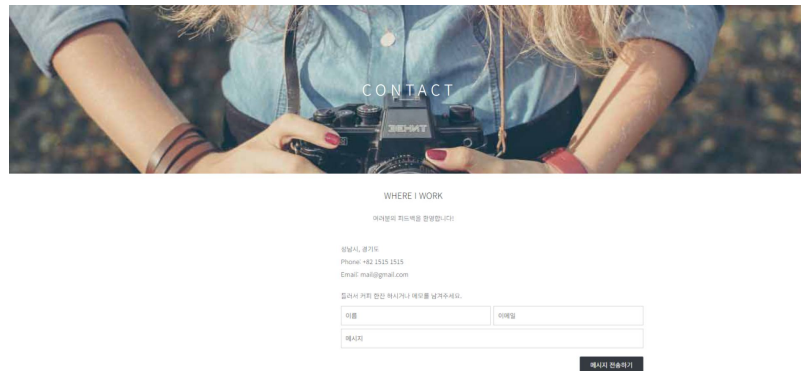 CONTACT
ЗЕНИТ
WHERE I WORK
여러분의 피드백을 환영합니다!
성남시, 경기도
Phone: +82 1515 1515
Email: mail@gmail.com
들러서 커피 한잔 하시거나 메모를 남겨주세요.
이름
이메일
메시지
메시지 전송하기